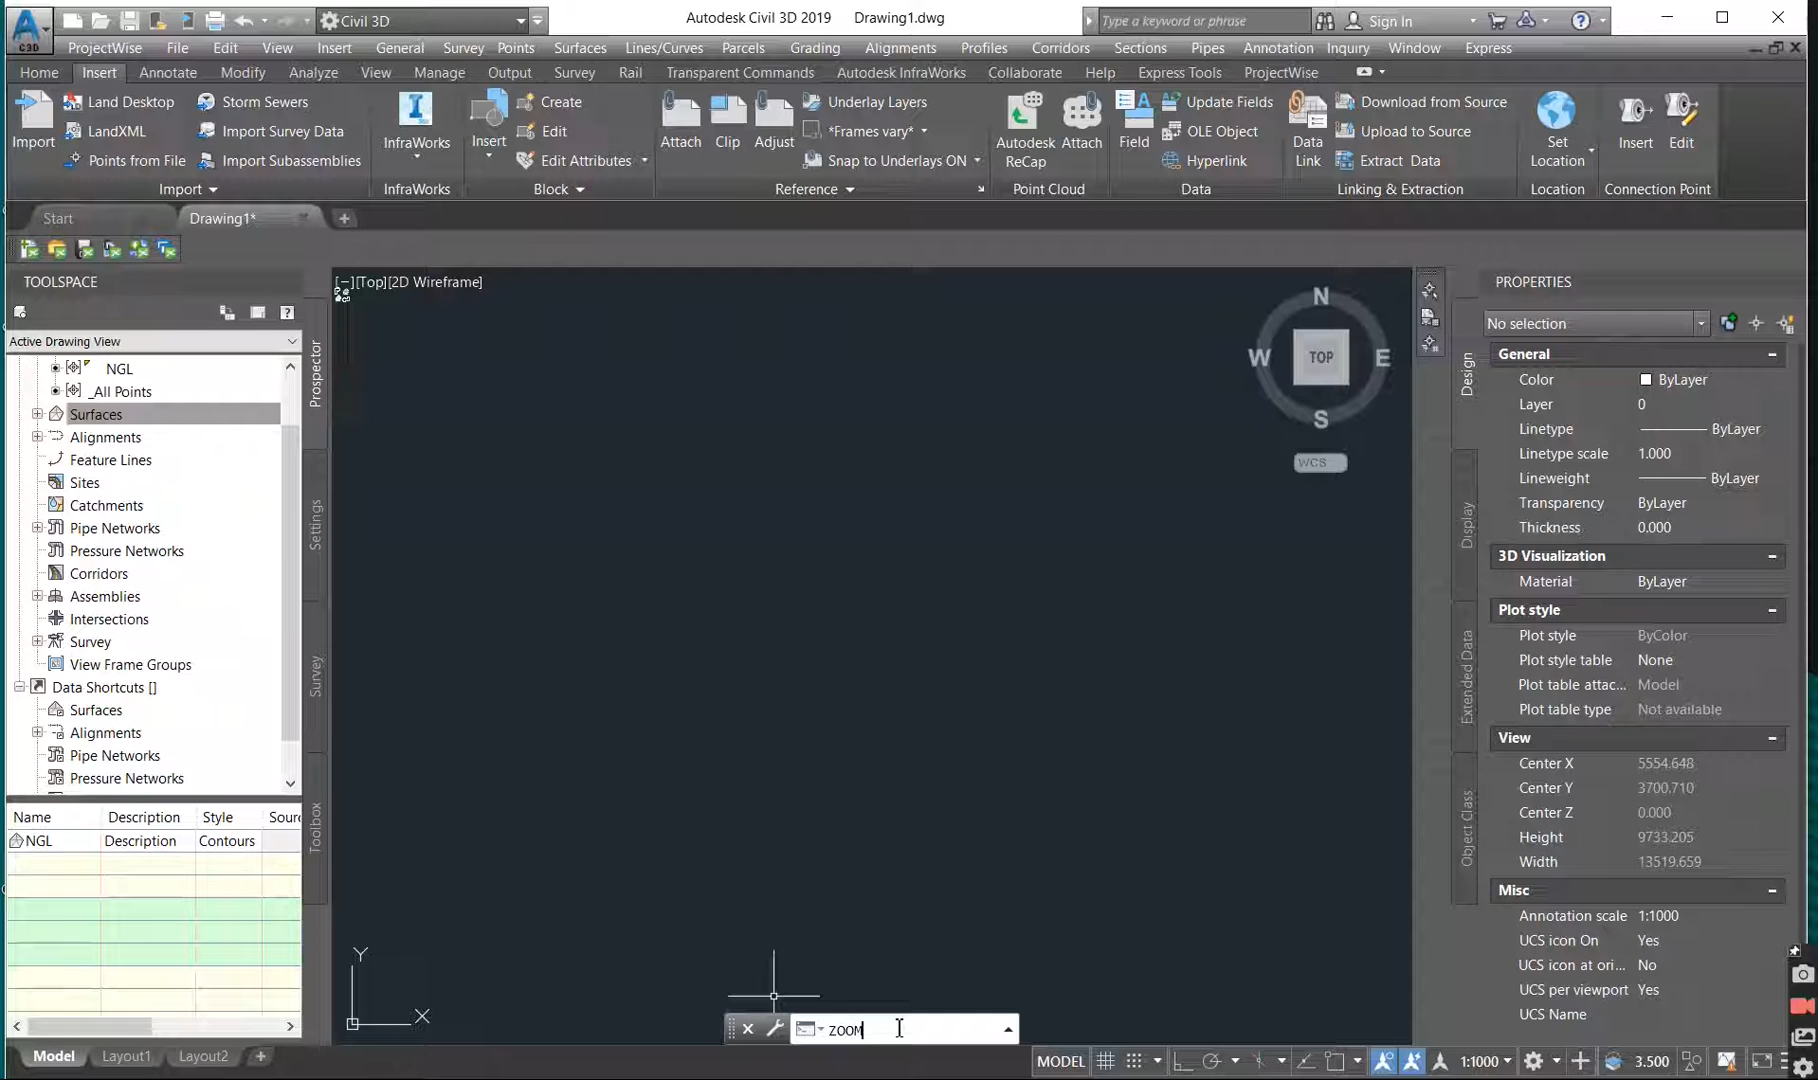 C3D
Civil 3D
Autodesk Civil 3D 2019 Drawing1.dwg
Type a keyword or phrase
Sign In
ProjectWise File Edit View Insert General Survey Points Surfaces Lines/Curves Parcels Grading Alignments Profiles Corridors Sections Pipes Annotation Inquiry Window Express
Home Insert Annotate Modify Analyze View Manage Output Survey Rail Transparent Commands Autodesk InfraWorks Collaborate Help Express Tools ProjectWise
Import
Land Desktop
LandXML
Points from File
Storm Sewers
Import Survey Data
Import Subassemblies
Import
InfraWorks
InfraWorks
Insert
Create
Edit
Edit Attributes
Block
Attach
Clip
Adjust
Underlay Layers
*Frames vary*
Snap to Underlays ON
Reference
Autodesk
ReCap
Attach
Point Cloud
Field
Update Fields
OLE Object
Hyperlink
Data
Data
Link
Download from Source
Upload to Source
Extract Data
Linking & Extraction
Set
Location
Location
Insert
Edit
Connection Point
Start
Drawing1*
TOOLSPACE
Active Drawing View
NGL
_All Points
Surfaces
Alignments
Feature Lines
Sites
Catchments
Pipe Networks
Pressure Networks
Corridors
Assemblies
Intersections
Survey
View Frame Groups
Data Shortcuts []
Surfaces
Alignments
Pipe Networks
Pressure Networks
Name Description Style Sourc
NGL Description Contours
Prospector
Settings
Survey
Toolbox
[−][Top][2D Wireframe]
N
W TOP E
S
WCS
Y
X
ZOOM
Design
Display
Extended Data
Object Class
PROPERTIES
No selection
General
Color ByLayer
Layer 0
Linetype ByLayer
Linetype scale 1.000
Lineweight ByLayer
Transparency ByLayer
Thickness 0.000
3D Visualization
Material ByLayer
Plot style
Plot style ByColor
Plot style table None
Plot table attac... Model
Plot table type Not available
View
Center X 5554.648
Center Y 3700.710
Center Z 0.000
Height 9733.205
Width 13519.659
Misc
Annotation scale 1:1000
UCS icon On Yes
UCS icon at ori... No
UCS per viewport Yes
UCS Name
Model Layout1 Layout2
MODEL
1:1000
3.500